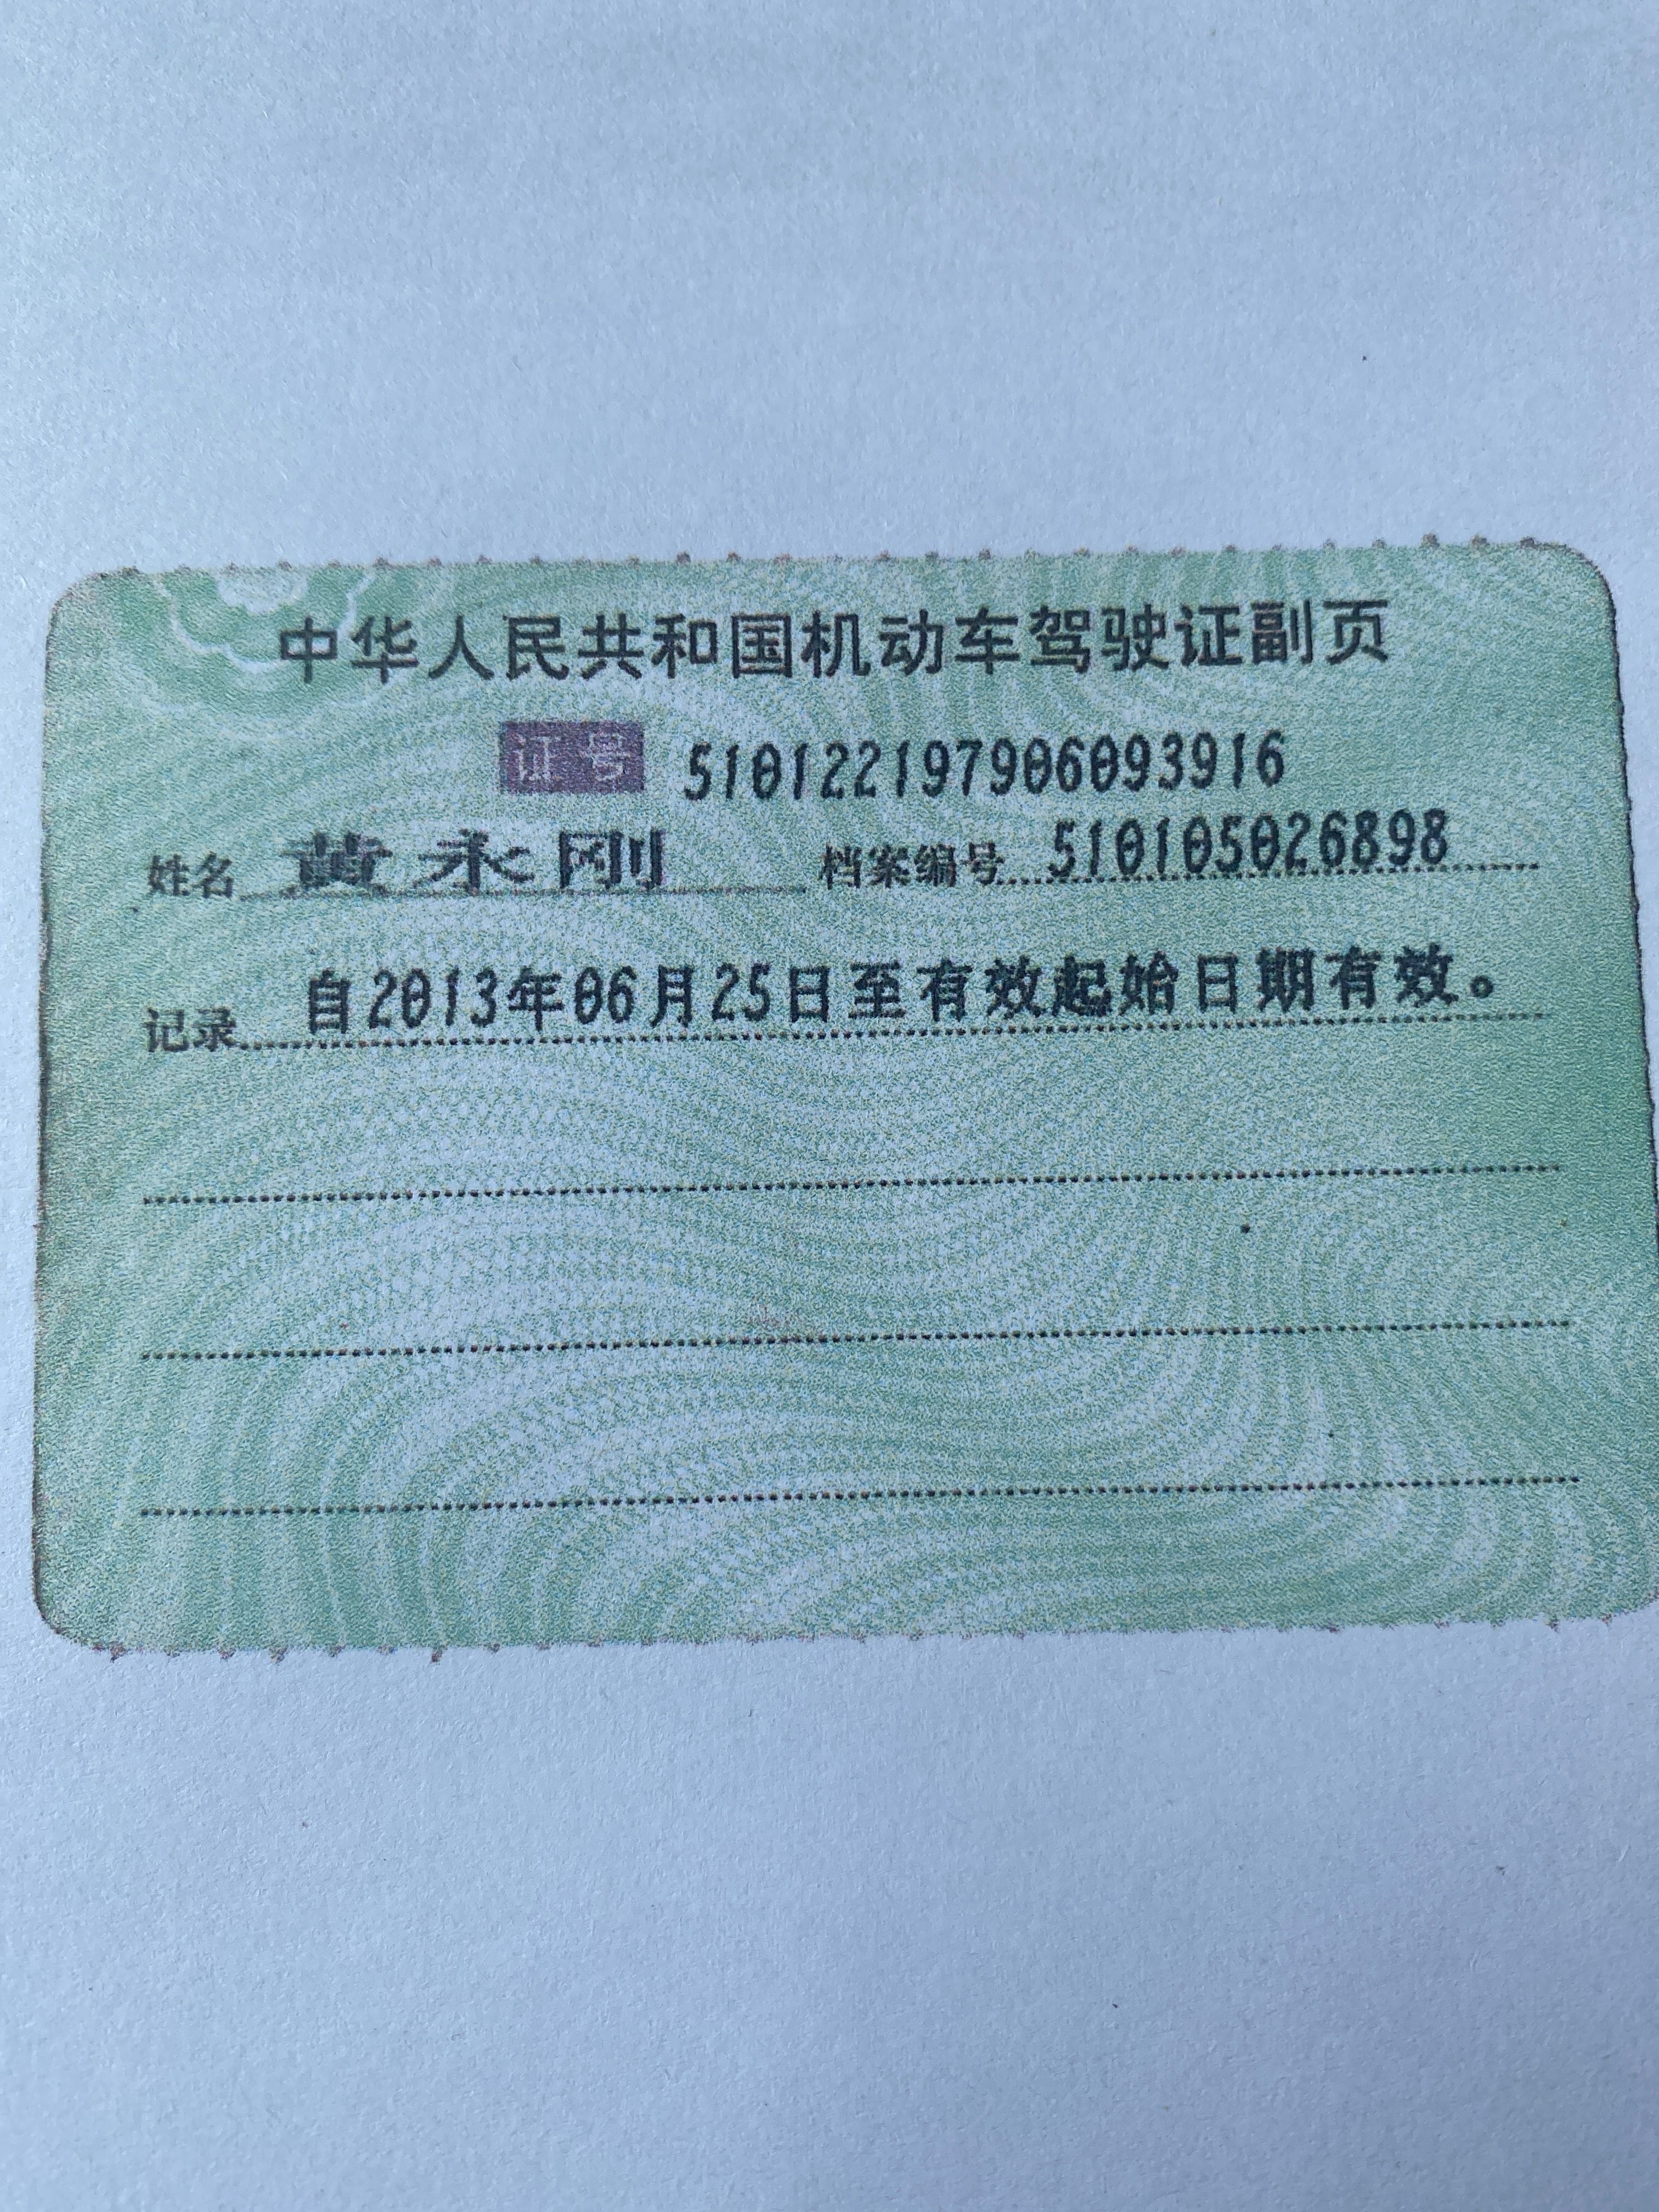 中华人民共和国机动车驾驶证副页
证号 510122197906093916
姓名 黄永刚 档案编号 510105026898
记录 自2013年06月25日至有效起始日期有效。